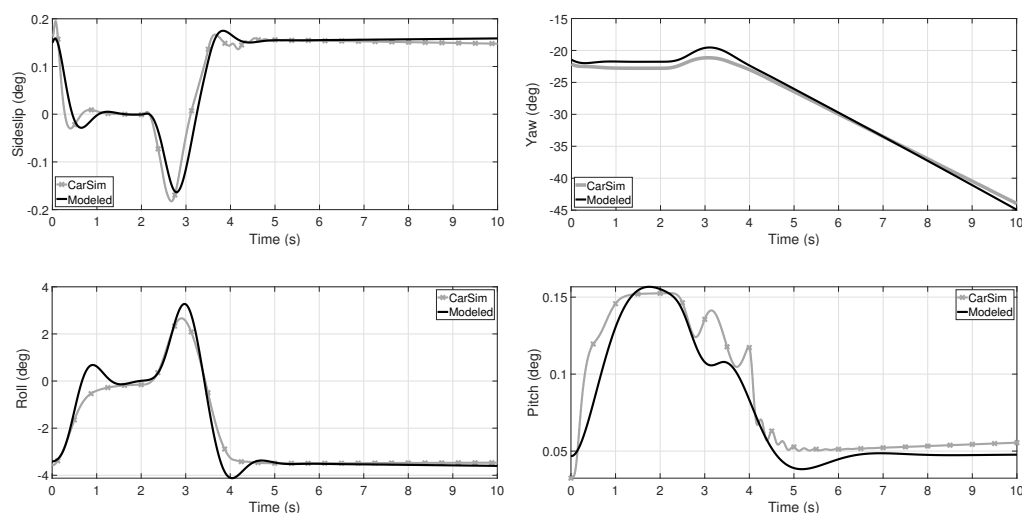 0.2
0.1
0
-0.1
-0.2
Sideslip (deg)
CarSim
Modeled
0 1 2 3 4 5 6 7 8 9 10
Time (s)
-15
-20
-25
-30
-35
-40
-45
Yaw (deg)
CarSim
Modeled
0 1 2 3 4 5 6 7 8 9 10
Time (s)
4
2
0
-2
-4
Roll (deg)
CarSim
Modeled
0 1 2 3 4 5 6 7 8 9 10
Time (s)
0.15
0.1
0.05
Pitch (deg)
CarSim
Modeled
0 1 2 3 4 5 6 7 8 9 10
Time (s)